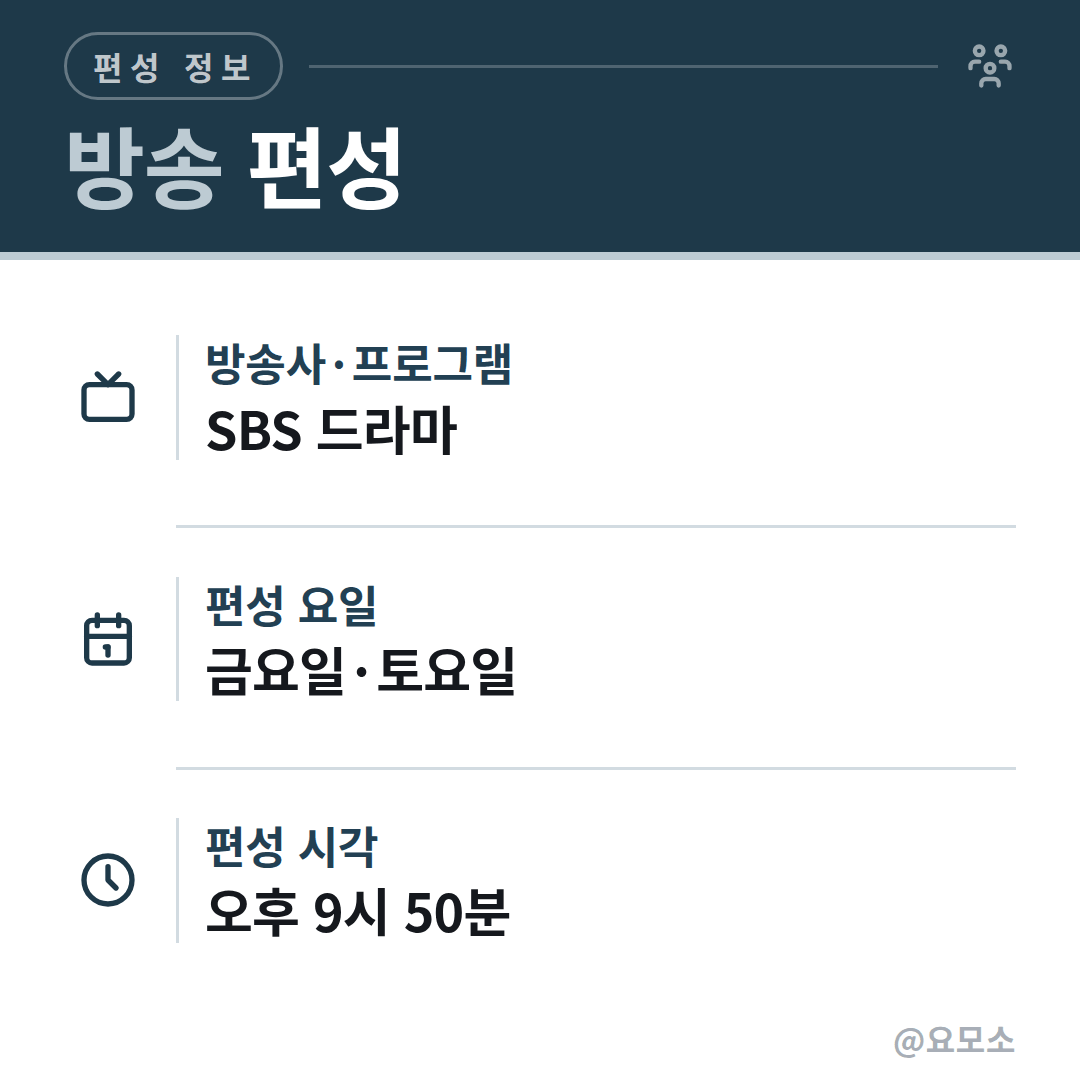 편성 정보
방송 편성
방송사·프로그램
SBS 드라마
편성 요일
금요일·토요일
편성 시각
오후 9시 50분
@요모소